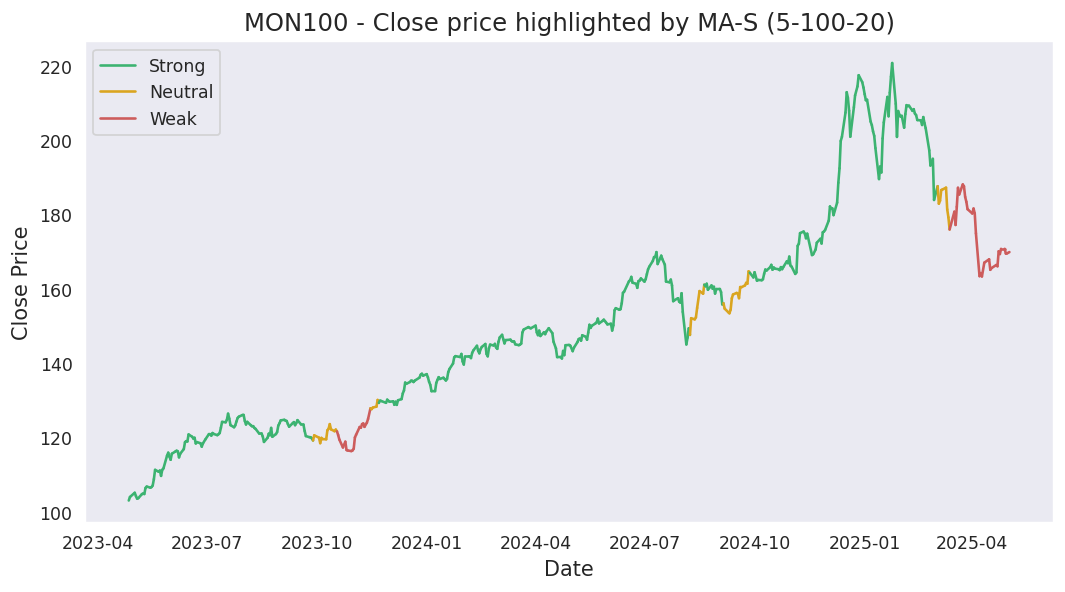 MON100 - Close price highlighted by MA-S (5-100-20)
Strong
Neutral
Weak
Close Price
220
200
180
160
140
120
100
2023-04
2023-07
2023-10
2024-01
2024-04
2024-07
2024-10
2025-01
2025-04
Date